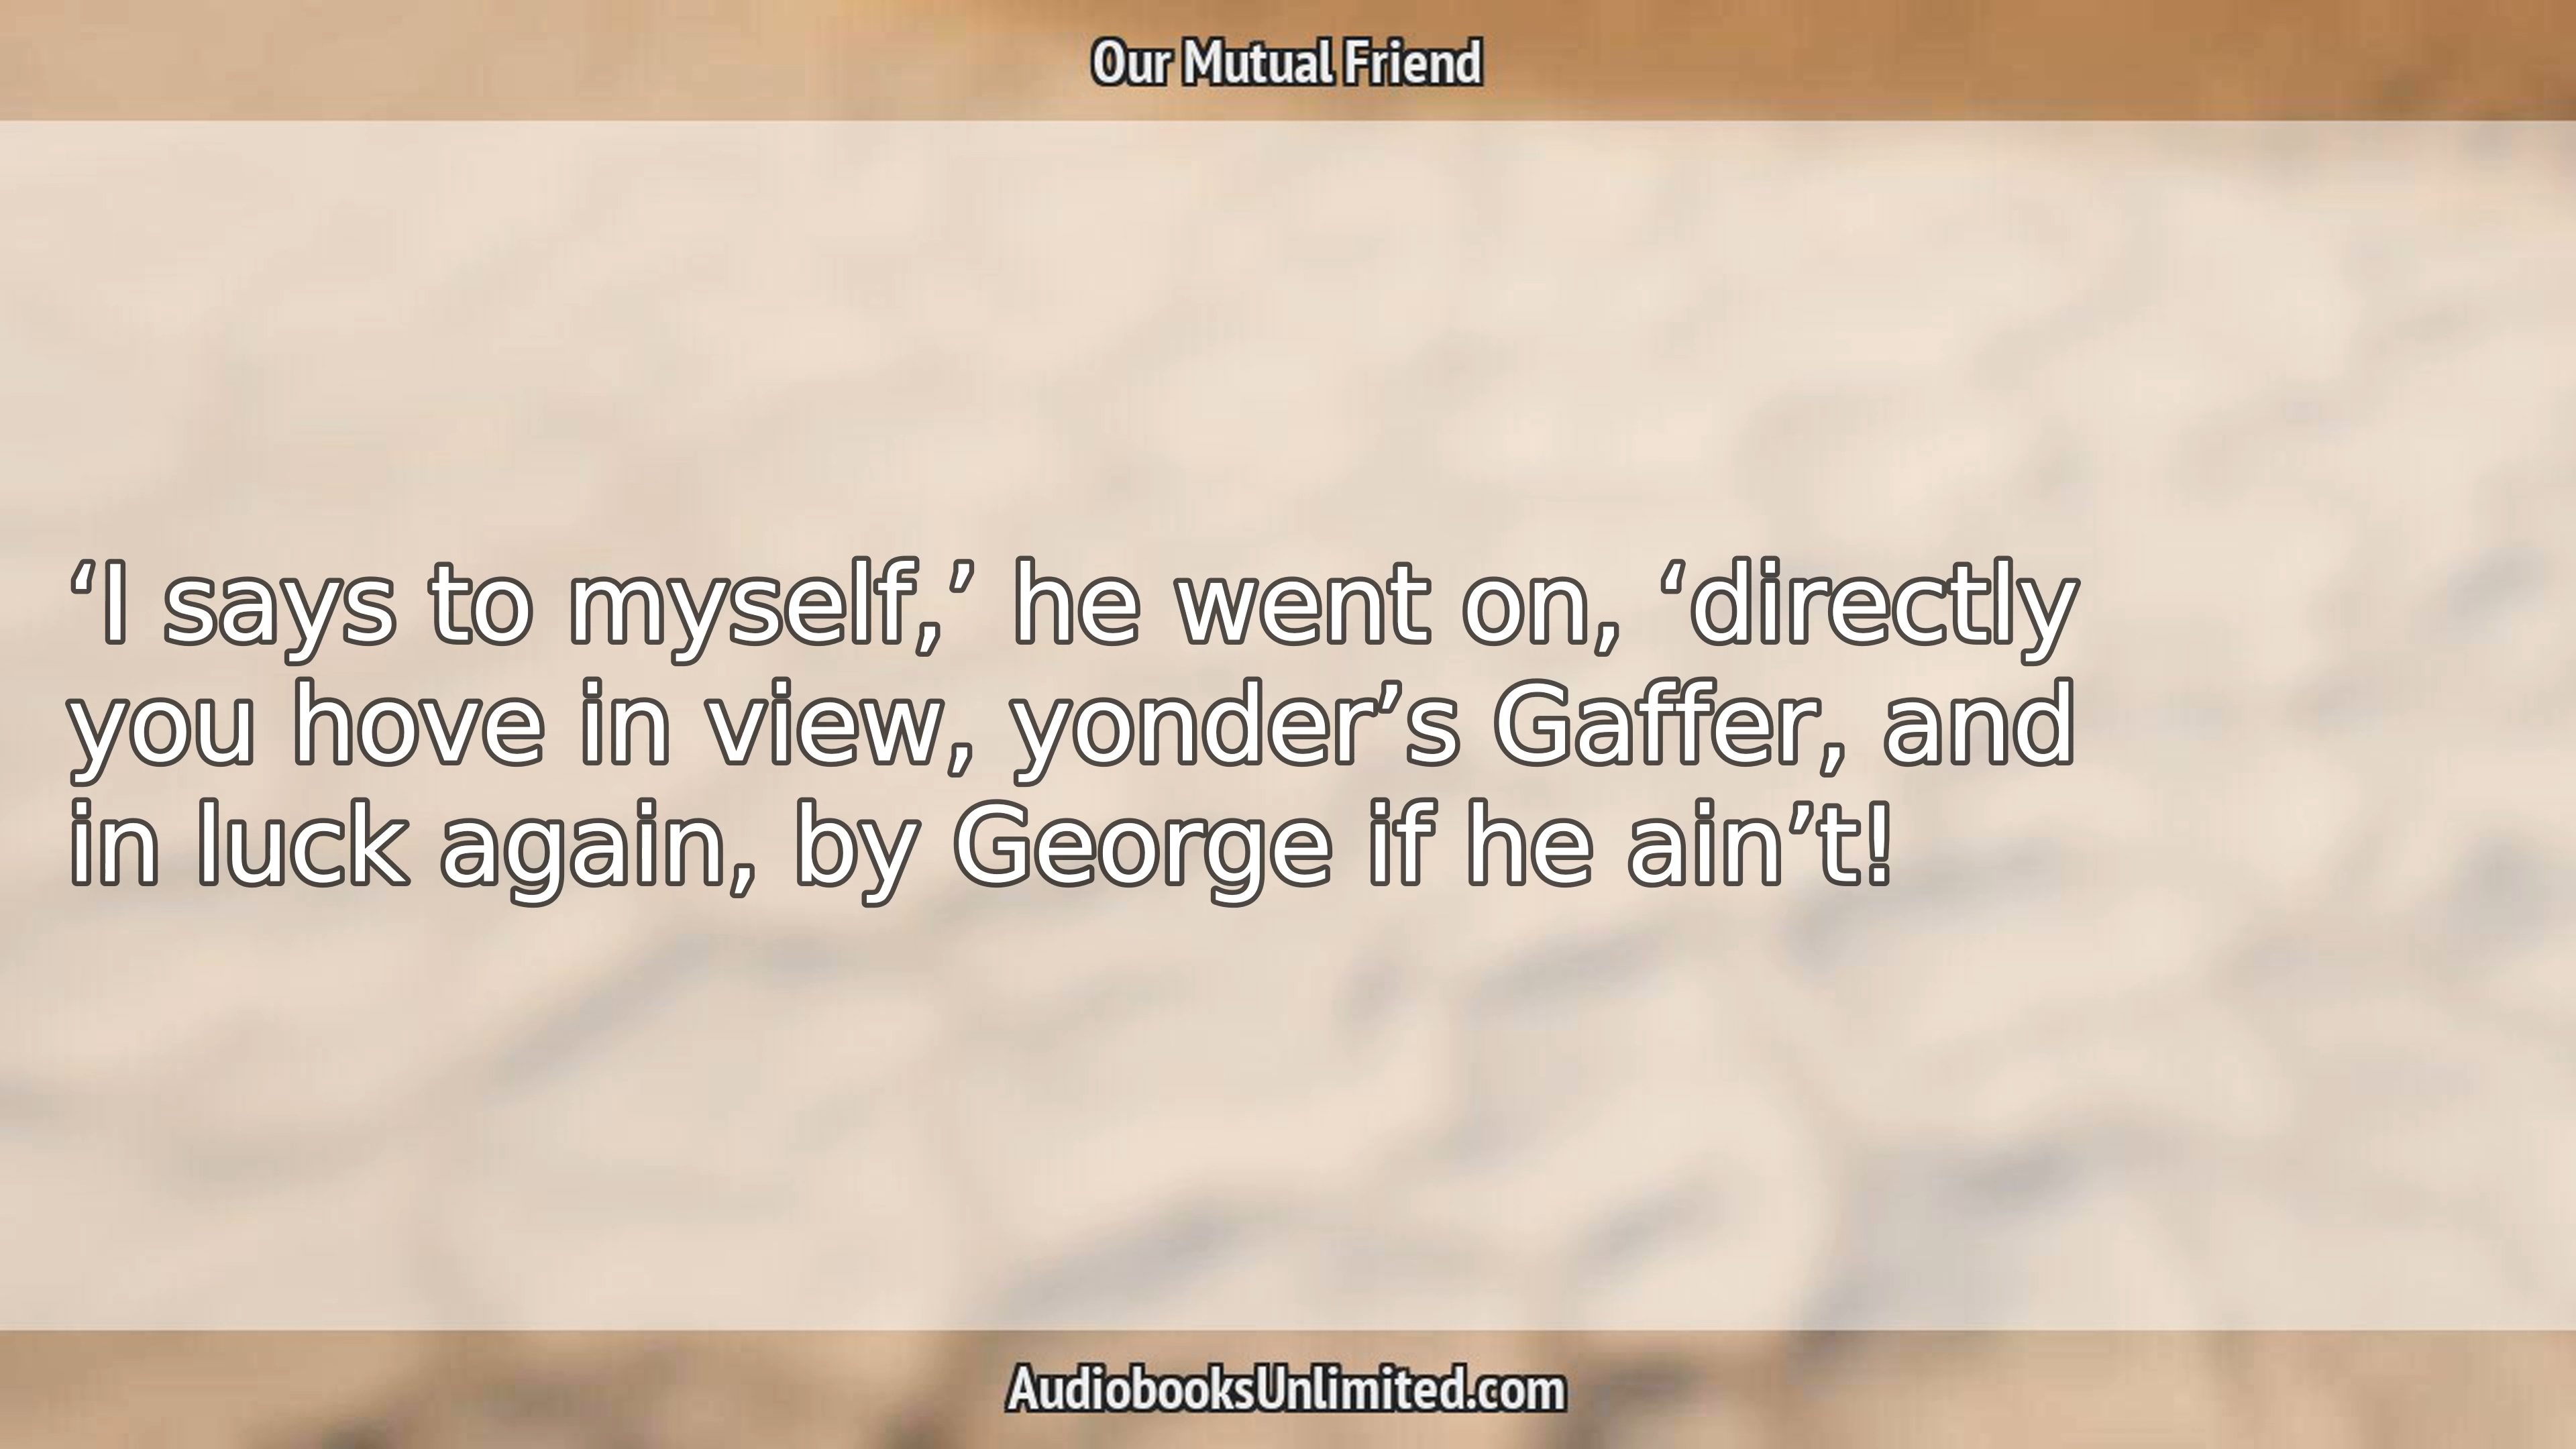 Our Mutual Friend
‘I says to myself,’ he went on, ‘directly
you hove in view, yonder’s Gaffer, and
in luck again, by George if he ain’t!
AudiobooksUnlimited.com